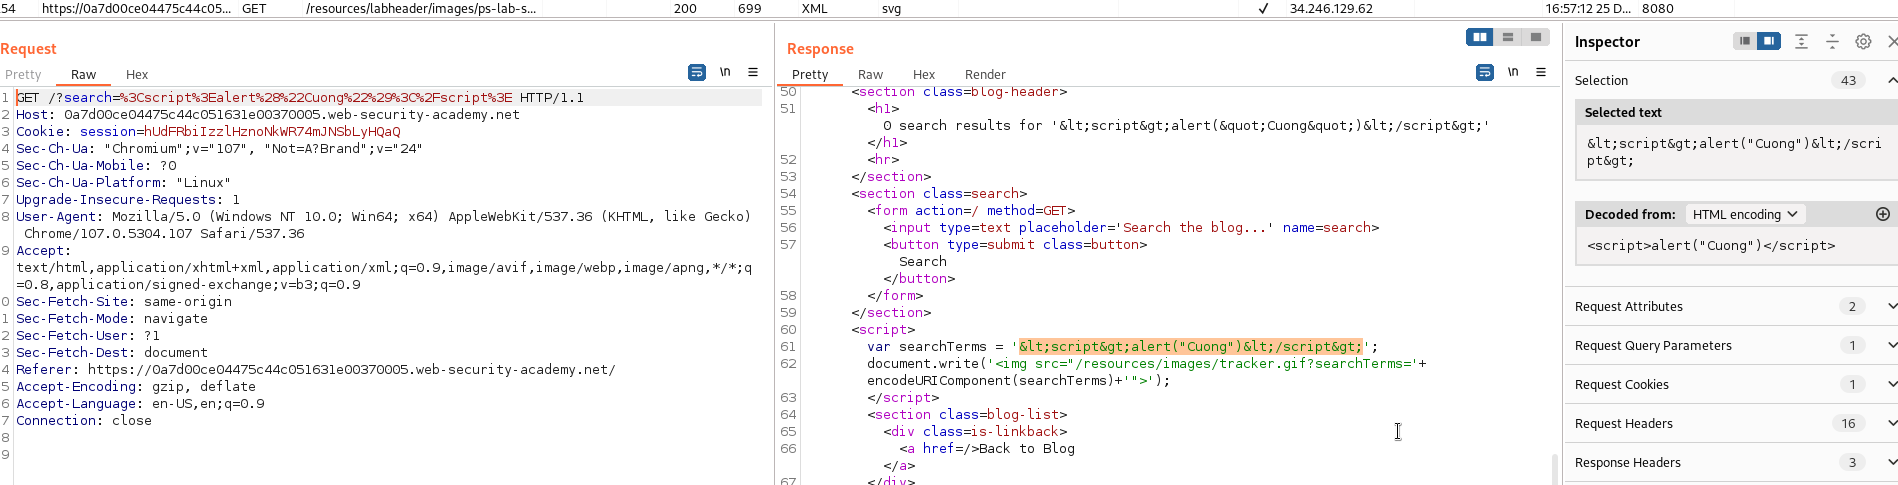 54 https://0a7d00ce04475c44c05... GET /resources/labheader/images/ps-lab-s... 200 699 XML svg ✓ 34.246.129.62 16:57:12 25 D... 8080
Request
Pretty Raw Hex
\n
1 GET /?search=%3Cscript%3Ealert%28%22Cuong%22%29%3C%2Fscript%3E HTTP/1.1
2 Host: 0a7d00ce04475c44c051631e00370005.web-security-academy.net
3 Cookie: session=hUdFRbiIzzlHznoNkWR74mJNSbLyHQaQ
4 Sec-Ch-Ua: "Chromium";v="107", "Not=A?Brand";v="24"
5 Sec-Ch-Ua-Mobile: ?0
6 Sec-Ch-Ua-Platform: "Linux"
7 Upgrade-Insecure-Requests: 1
8 User-Agent: Mozilla/5.0 (Windows NT 10.0; Win64; x64) AppleWebKit/537.36 (KHTML, like Gecko)
Chrome/107.0.5304.107 Safari/537.36
9 Accept:
text/html,application/xhtml+xml,application/xml;q=0.9,image/avif,image/webp,image/apng,*/*;q
=0.8,application/signed-exchange;v=b3;q=0.9
0 Sec-Fetch-Site: same-origin
1 Sec-Fetch-Mode: navigate
2 Sec-Fetch-User: ?1
3 Sec-Fetch-Dest: document
4 Referer: https://0a7d00ce04475c44c051631e00370005.web-security-academy.net/
5 Accept-Encoding: gzip, deflate
6 Accept-Language: en-US,en;q=0.9
7 Connection: close
8
9
Response
Pretty Raw Hex Render
\n
50 <section class=blog-header>
51 <h1>
0 search results for '&lt;script&gt;alert(&quot;Cuong&quot;)&lt;/script&gt;'
</h1>
52 <hr>
53 </section>
54 <section class=search>
55 <form action=/ method=GET>
56 <input type=text placeholder='Search the blog...' name=search>
57 <button type=submit class=button>
Search
</button>
58 </form>
59 </section>
60 <script>
61 var searchTerms = '&lt;script&gt;alert("Cuong")&lt;/script&gt;';
62 document.write('<img src="/resources/images/tracker.gif?searchTerms='+
encodeURIComponent(searchTerms)+'">');
63 </script>
64 <section class=blog-list>
65 <div class=is-linkback>
66 <a href=/>Back to Blog
</a>
67 </div>
Inspector
Selection 43
Selected text
&lt;script&gt;alert("Cuong")&lt;/scri
pt&gt;
Decoded from: HTML encoding
<script>alert("Cuong")</script>
Request Attributes 2
Request Query Parameters 1
Request Cookies 1
Request Headers 16
Response Headers 3